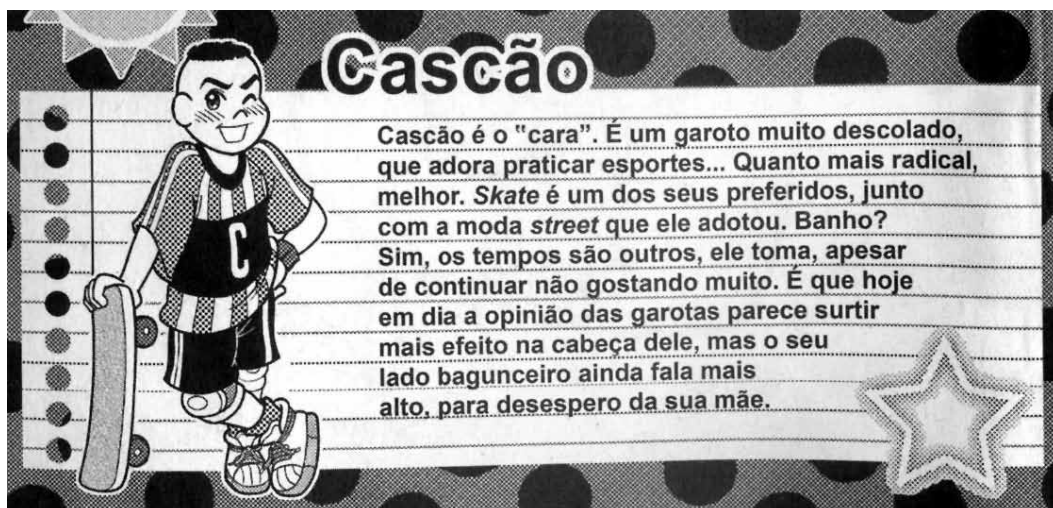 Cascão
Cascão é o "cara". É um garoto muito descolado,
que adora praticar esportes... Quanto mais radical,
melhor. Skate é um dos seus preferidos, junto
com a moda street que ele adotou. Banho?
Sim, os tempos são outros, ele toma, apesar
de continuar não gostando muito. É que hoje
em dia a opinião das garotas parece surtir
mais efeito na cabeça dele, mas o seu
lado bagunceiro ainda fala mais
alto, para desespero da sua mãe.
C